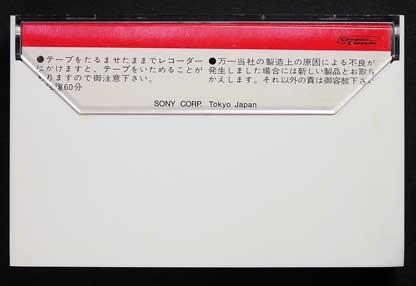 Compact Cassette
●テープをたるませたままでレコーダー
にかけますと、テープをいためることが
ありますので御注意下さい。
60分
●万一当社の製造上の原因による不良が
発生しました場合には新しい製品とお取り
かえします。それ以外の責は御容赦下さい
SONY CORP. Tokyo Japan